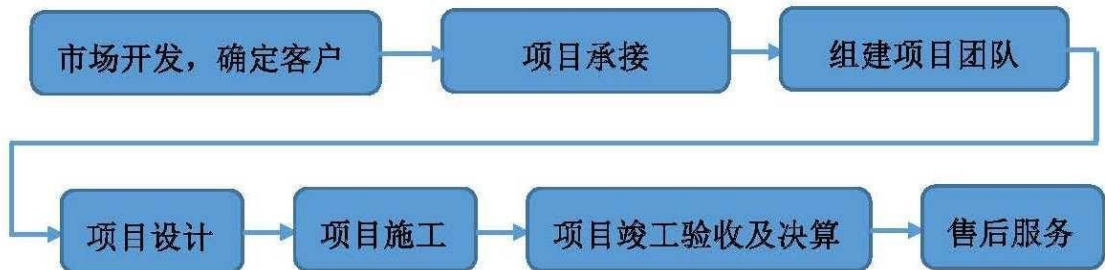 市场开发，确定客户
项目承接
组建项目团队
项目设计
项目施工
项目竣工验收及决算
售后服务